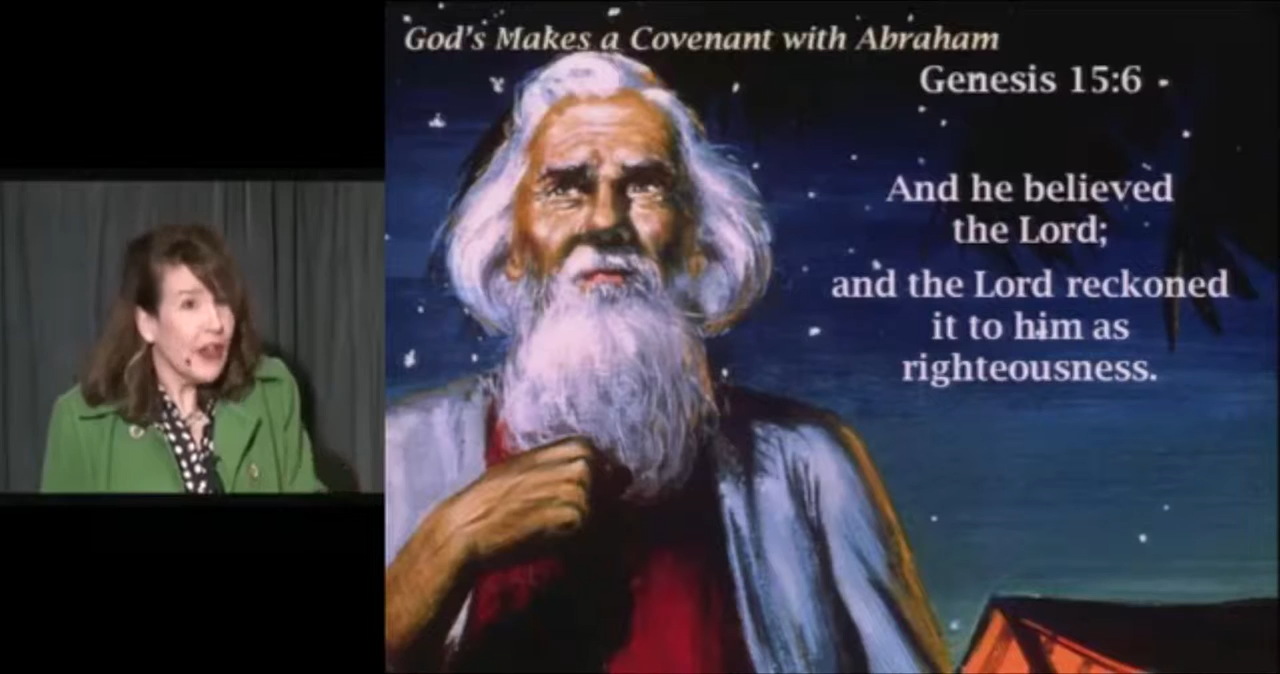 God's Makes a Covenant with Abraham
Genesis 15:6
And he believed
the Lord;
and the Lord reckoned
it to him as
righteousness.